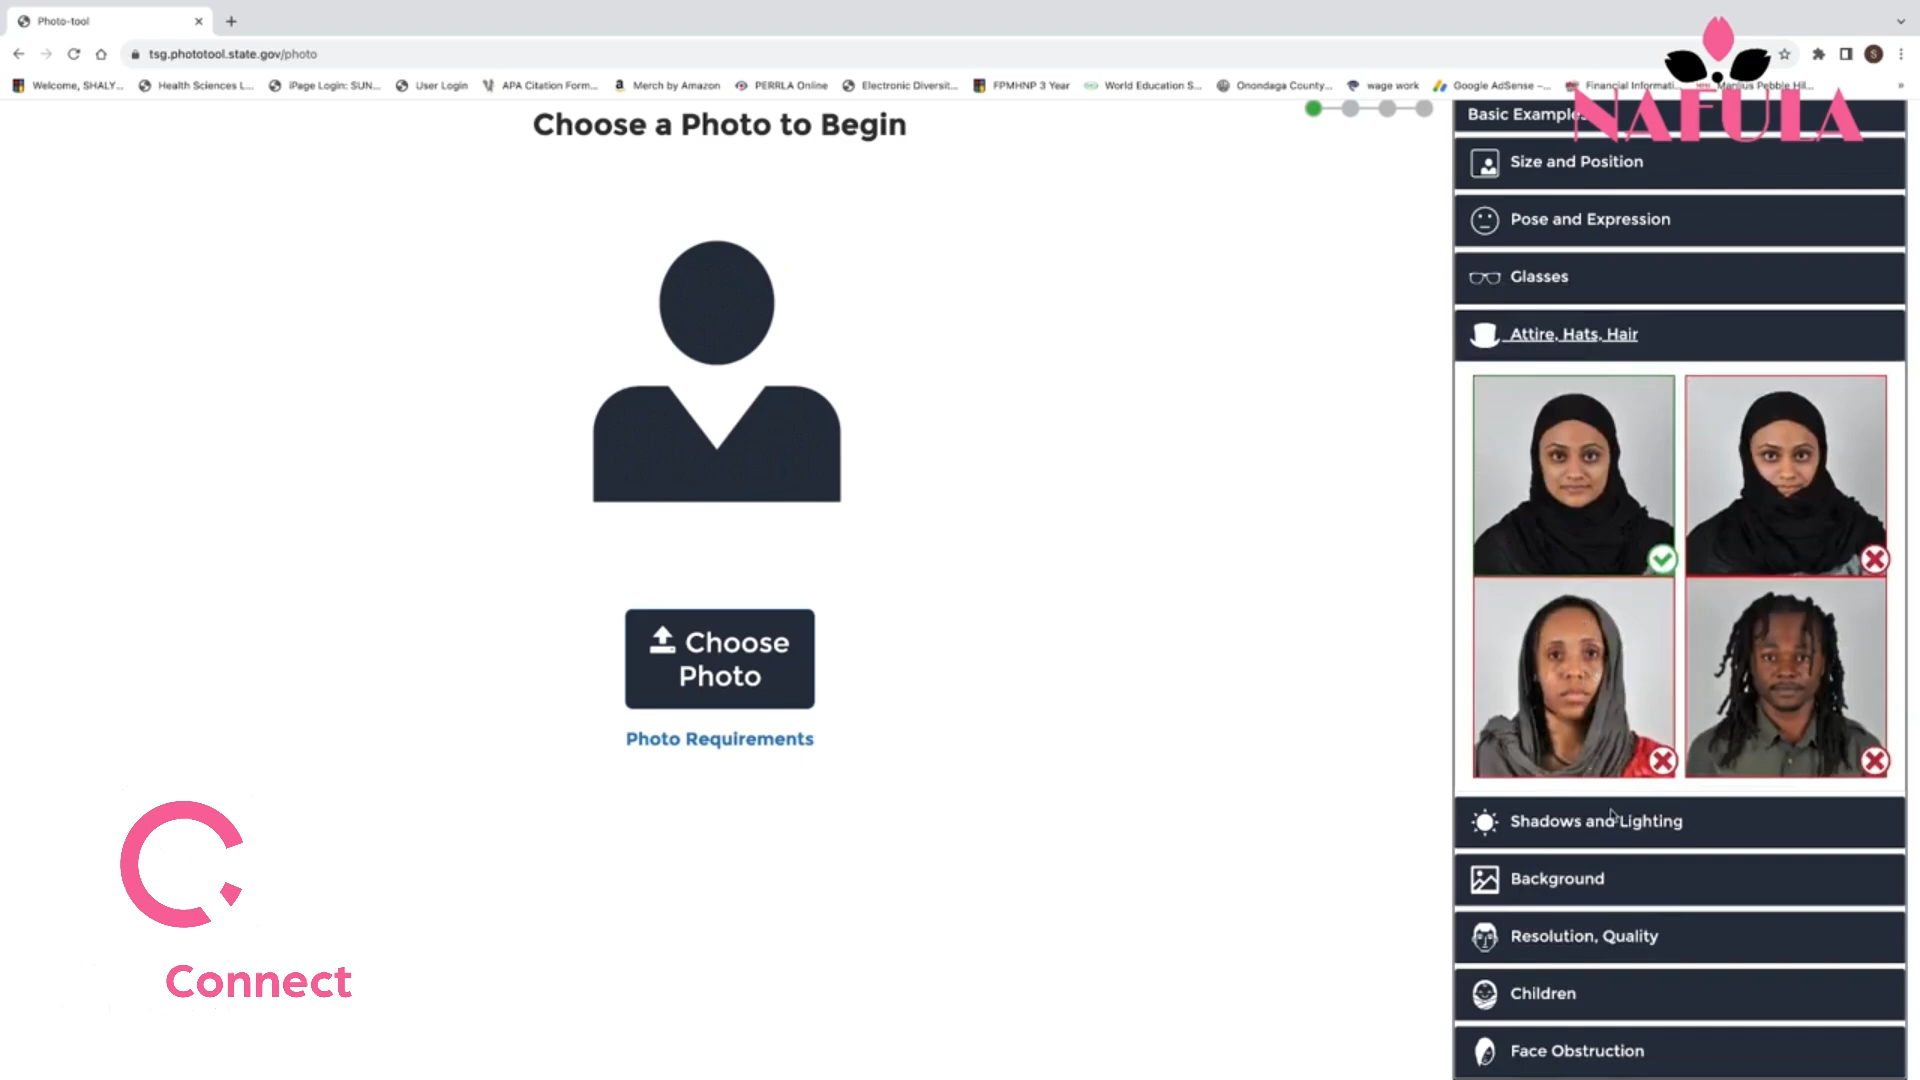 Photo-tool
tsg.phototool.state.gov/photo
S
Welcome, SHALY...
Health Sciences L...
iPage Login: SUN...
User Login
APA Citation Form...
Merch by Amazon
PERRLA Online
Electronic Diversit...
FPMHNP 3 Year
World Education S...
Onondaga County...
wage work
Google AdSense –...
Financial Informati...
Manlius Pebble Hil...
NAFULA
Choose a Photo to Begin
Choose
Photo
Photo Requirements
Connect
Basic Examples
Size and Position
Pose and Expression
Glasses
Attire, Hats, Hair
Shadows and Lighting
Background
Resolution, Quality
Children
Face Obstruction